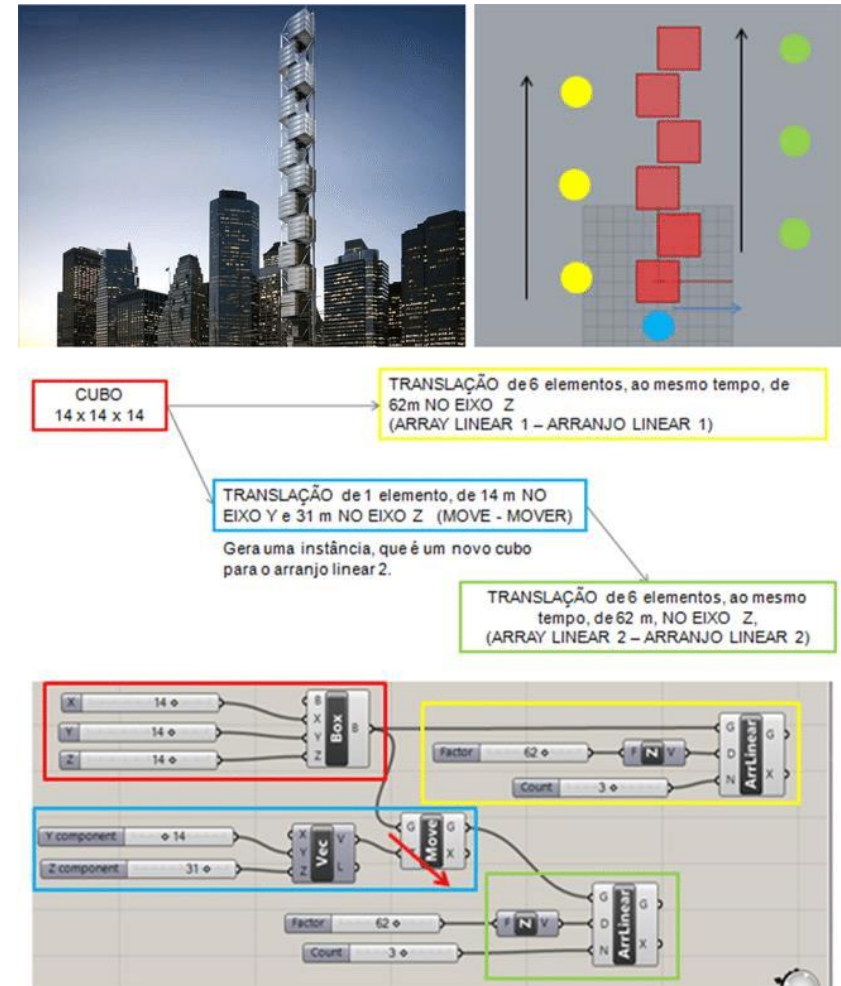 CUBO
14 x 14 x 14
TRANSLAÇÃO de 6 elementos, ao mesmo tempo, de
62m NO EIXO Z
(ARRAY LINEAR 1 – ARRANJO LINEAR 1)
TRANSLAÇÃO de 1 elemento, de 14 m NO
EIXO Y e 31 m NO EIXO Z (MOVE - MOVER)
Gera uma instância, que é um novo cubo
para o arranjo linear 2.
TRANSLAÇÃO de 6 elementos, ao mesmo
tempo, de 62 m, NO EIXO Z,
(ARRAY LINEAR 2 – ARRANJO LINEAR 2)
X 14
Y 14
Z 14
B X Y Z Box B
Factor 62
F Z V
Count 3
G D N ArrLinear G X
Y component 14
Z component 31
X Y Z Vec V L
G Move G X
Factor 62
F Z V
Count 3
G D N ArrLinear G X